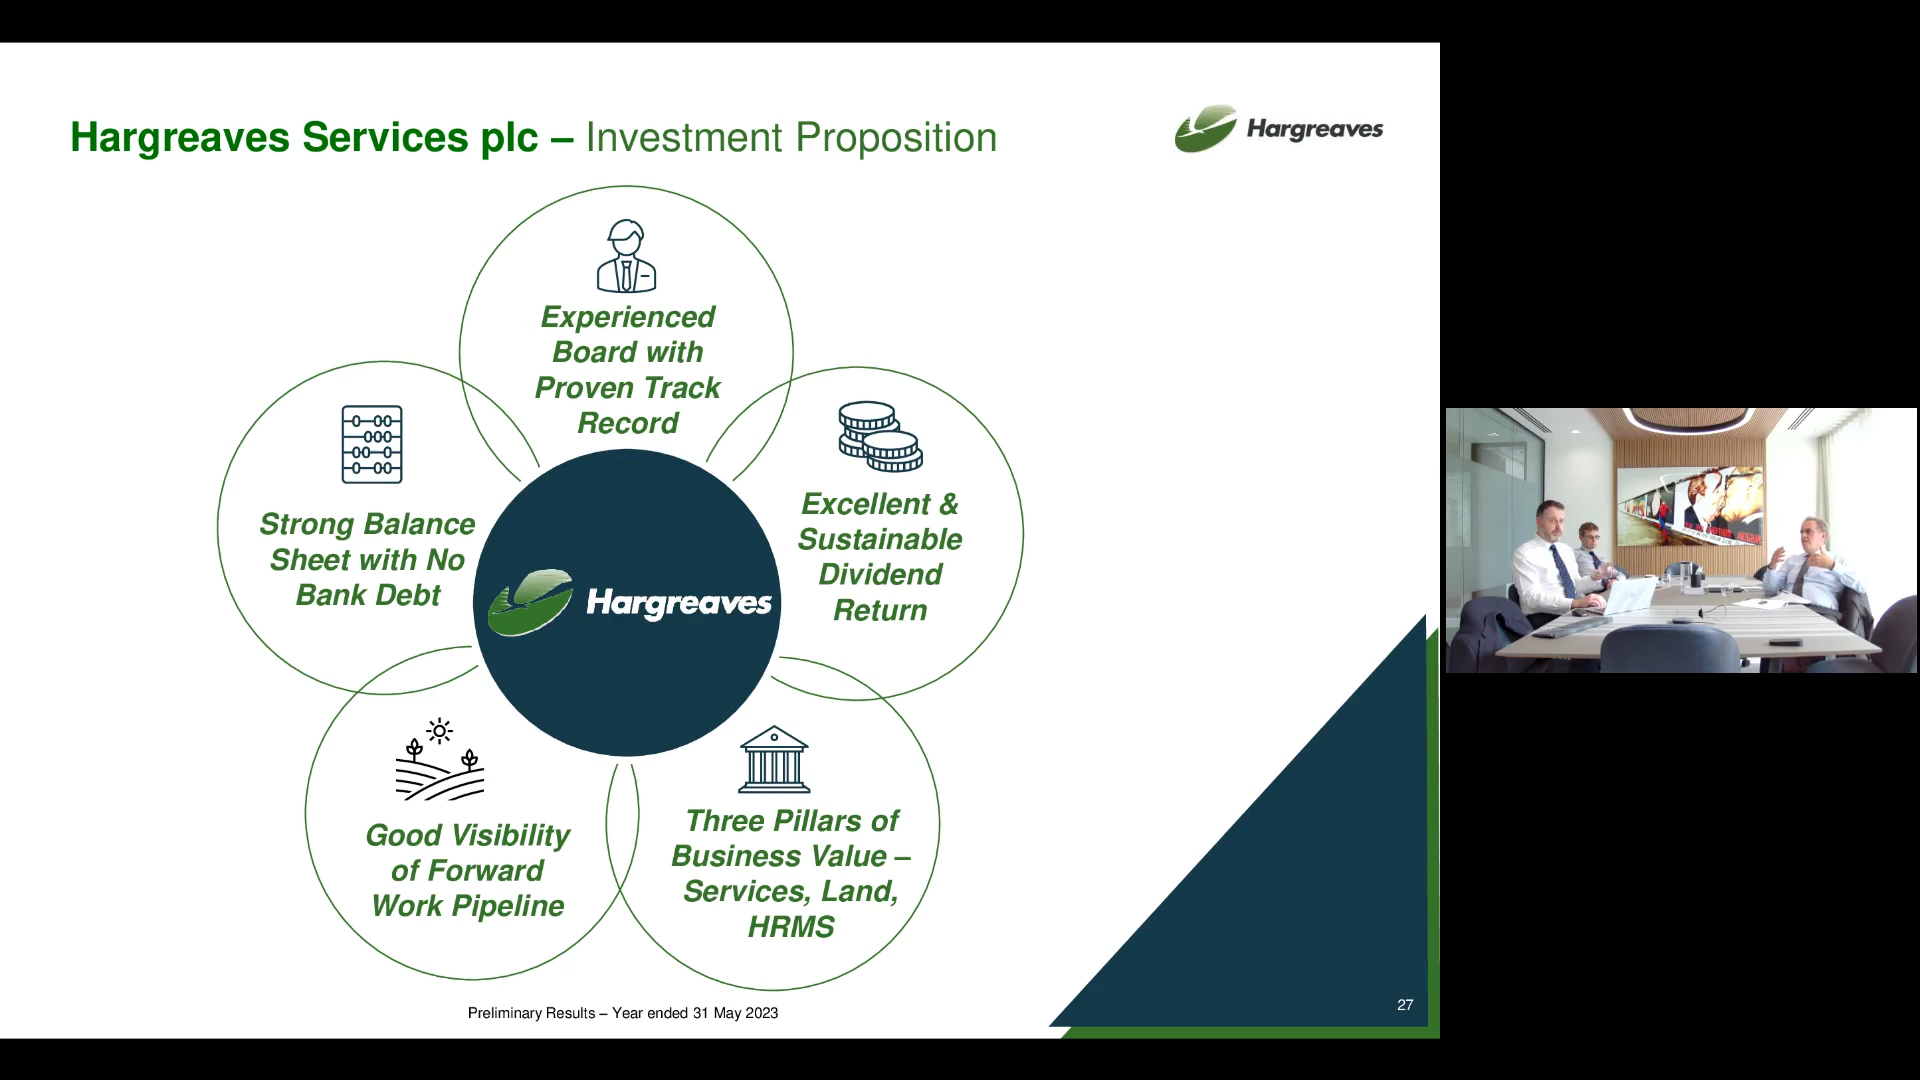 Hargreaves Services plc – Investment Proposition
Hargreaves
Experienced
Board with
Proven Track
Record
Strong Balance
Sheet with No
Bank Debt
Excellent &
Sustainable
Dividend
Return
Hargreaves
Good Visibility
of Forward
Work Pipeline
Three Pillars of
Business Value –
Services, Land,
HRMS
Preliminary Results – Year ended 31 May 2023
27